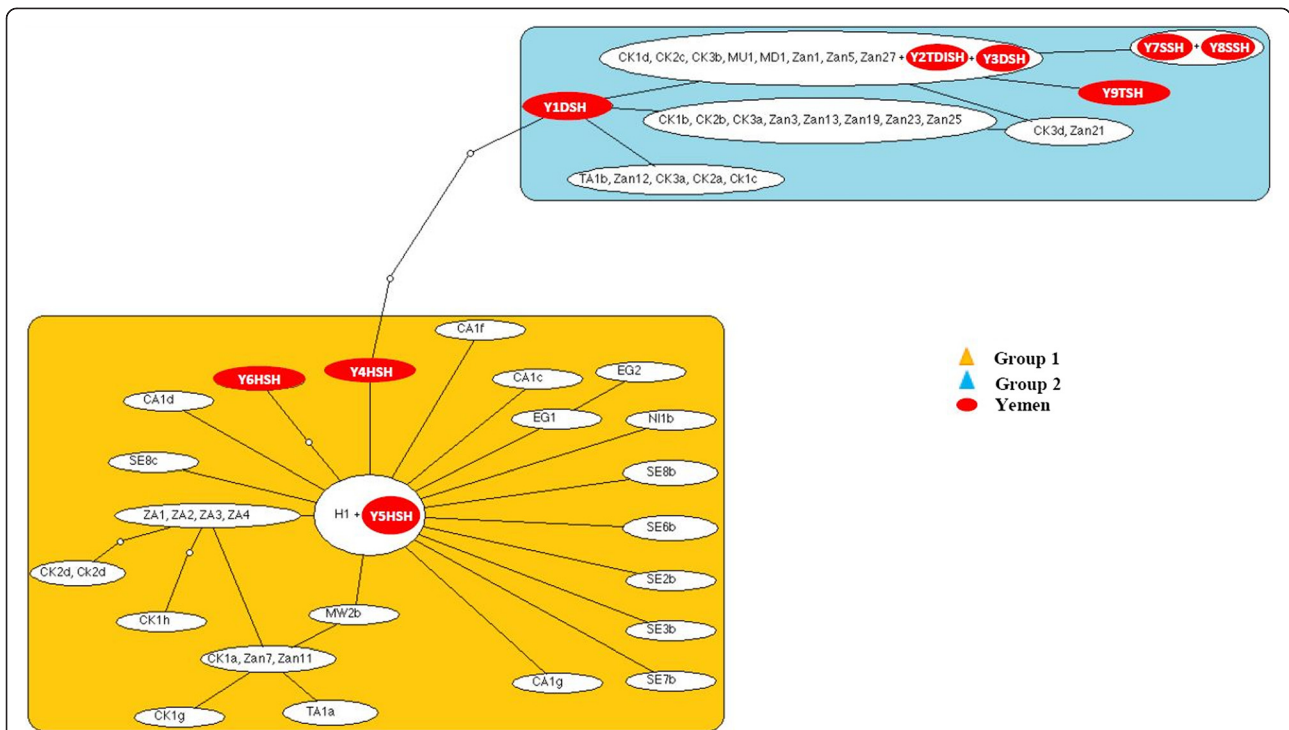 CK1d, CK2c, CK3b, MU1, MD1, Zan1, Zan5, Zan27 + Y2TDISH + Y3DSH
Y7SSH + Y8SSH
Y9TSH
Y1DSH
CK1b, CK2b, CK3a, Zan3, Zan13, Zan19, Zan23, Zan25
CK3d, Zan21
TA1b, Zan12, CK3a, CK2a, Ck1c
CA1f
Y6HSH
Y4HSH
CA1c
EG2
CA1d
EG1
NI1b
SE8c
SE8b
ZA1, ZA2, ZA3, ZA4
H1 + Y5HSH
SE6b
CK2d, Ck2d
SE2b
CK1h
MW2b
SE3b
CK1a, Zan7, Zan11
CA1g
SE7b
CK1g
TA1a
Group 1
Group 2
Yemen